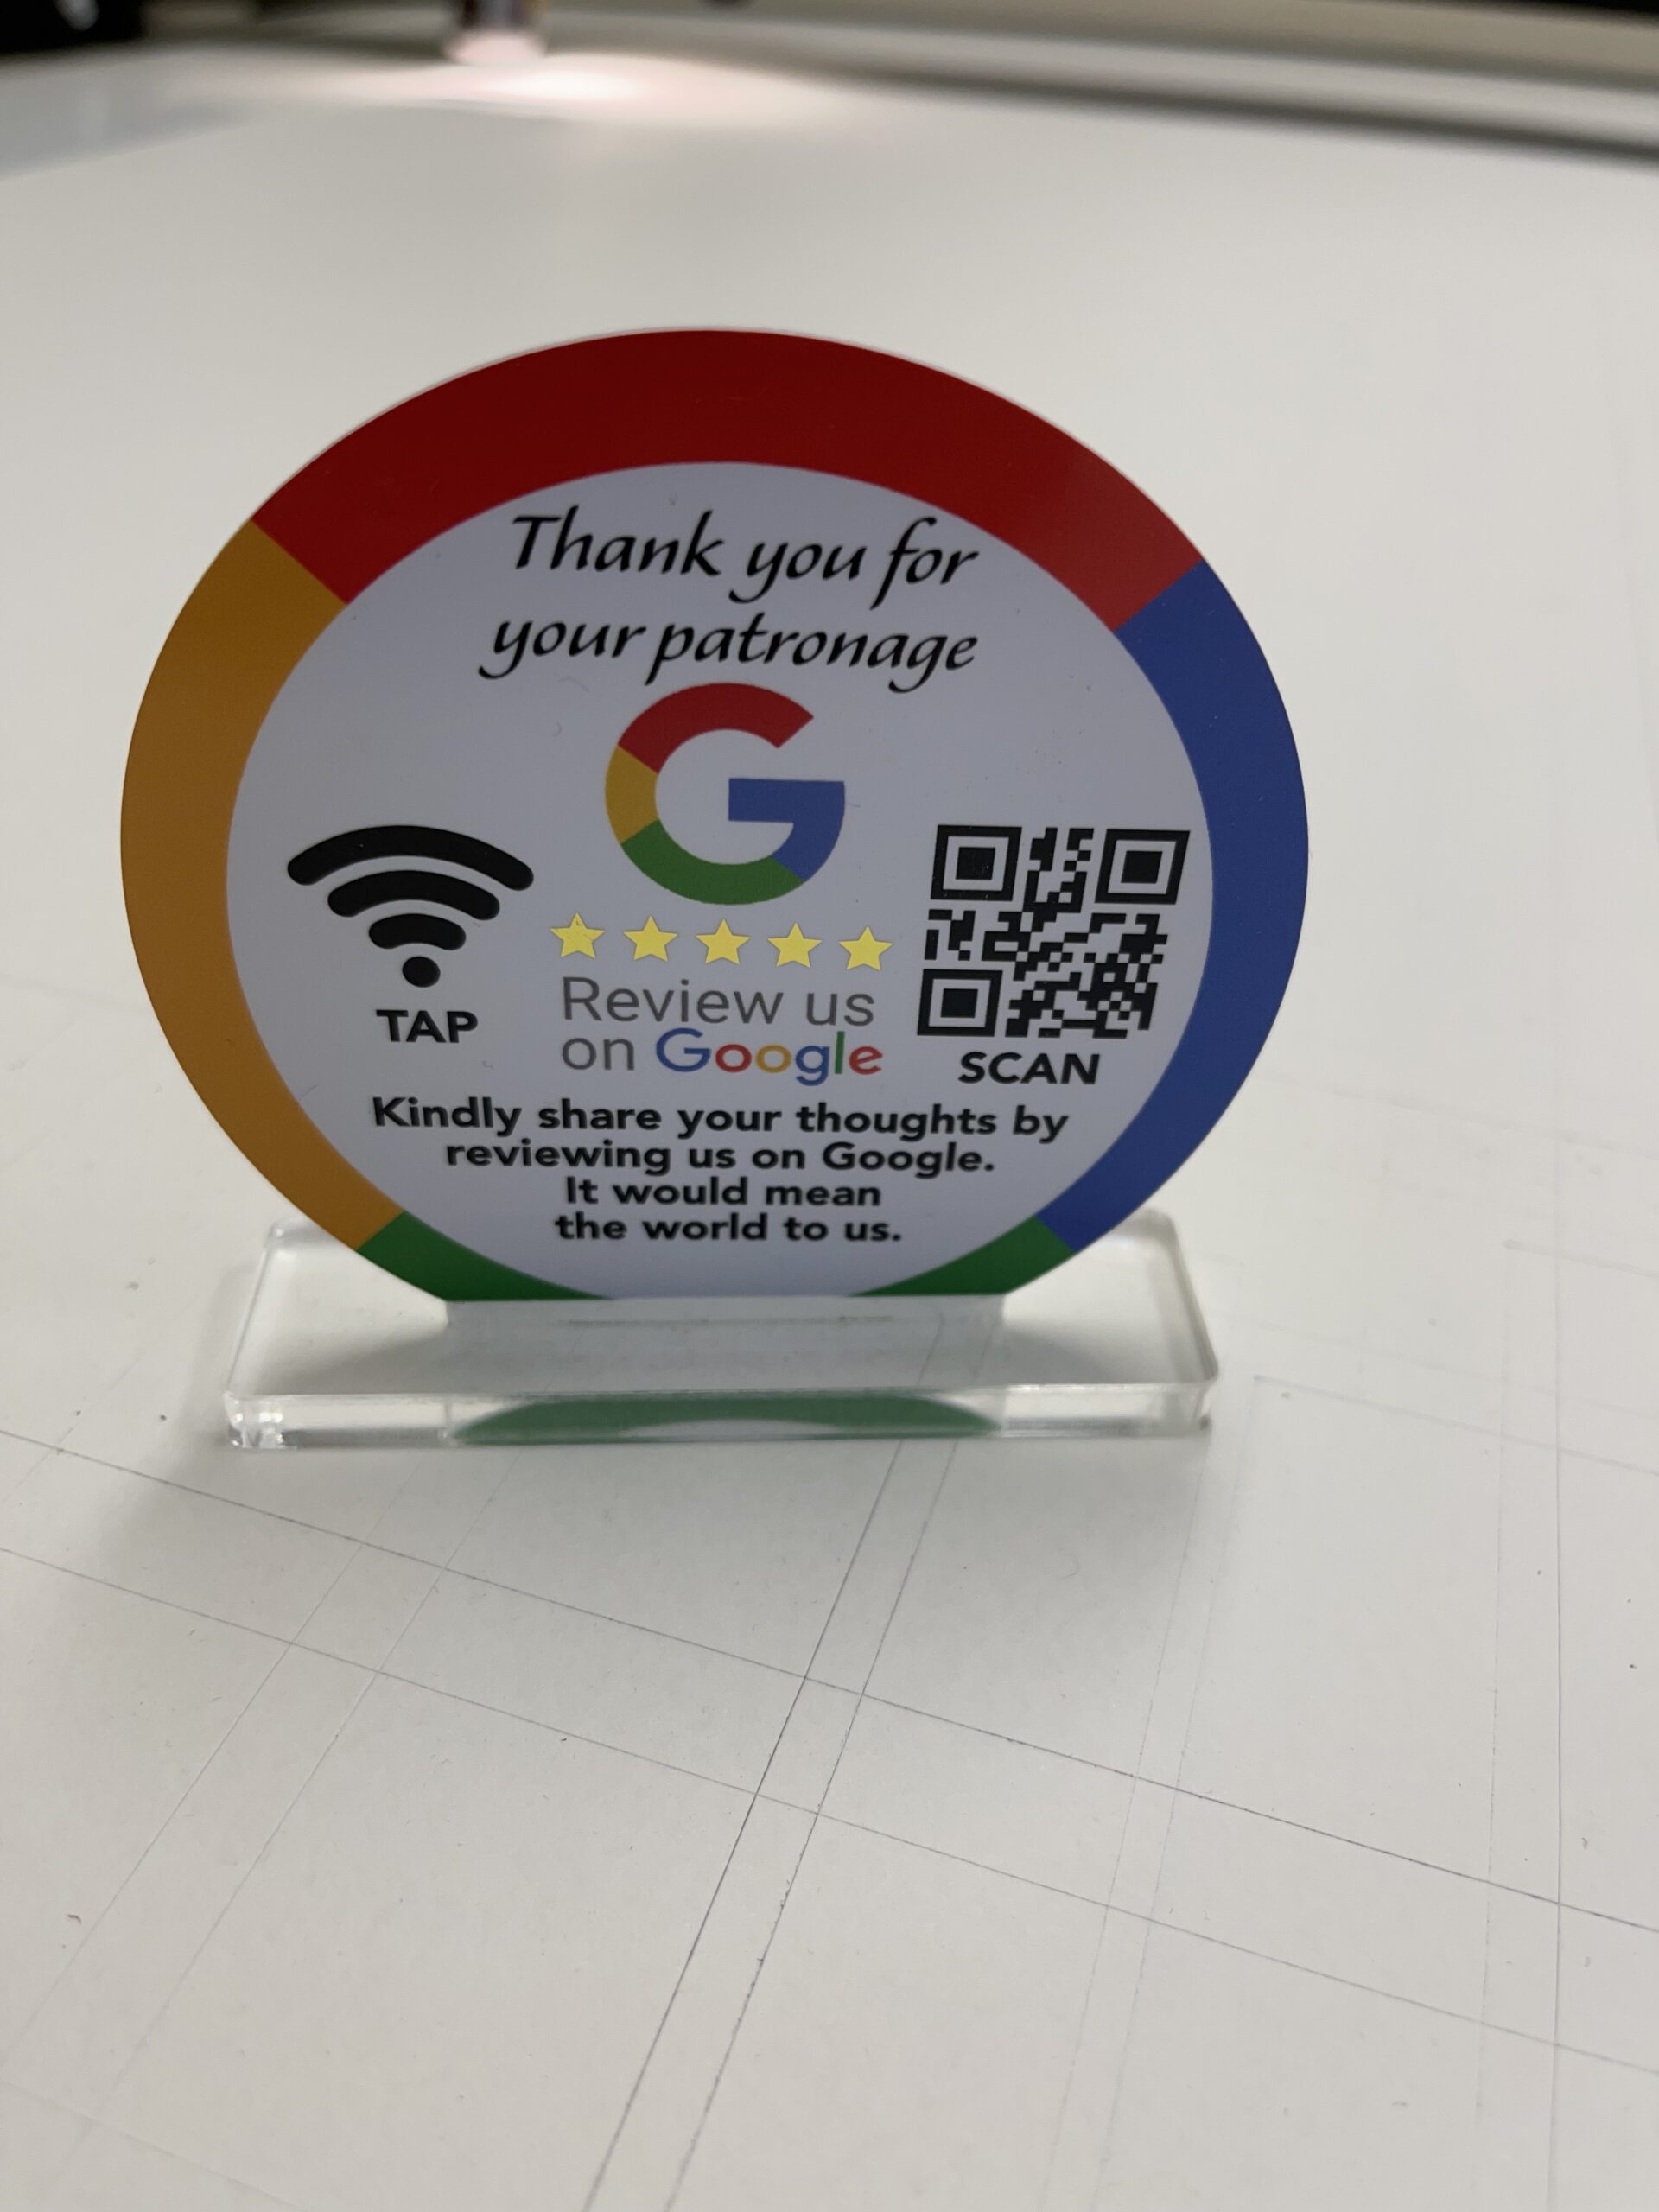 Thank you for
your patronage
G
TAP
Review us
on Google
SCAN
Kindly share your thoughts by
reviewing us on Google.
It would mean
the world to us.